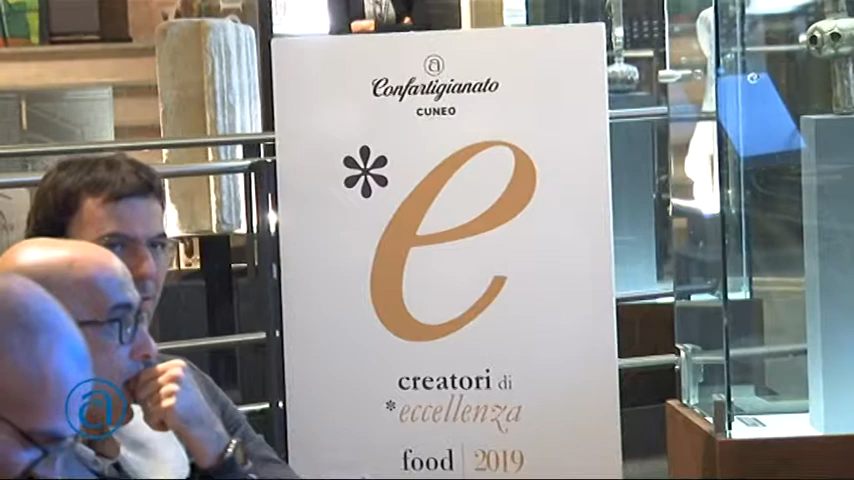 a
Confartigianato
CUNEO
*e
creatori di
*eccellenza
food | 2019
a